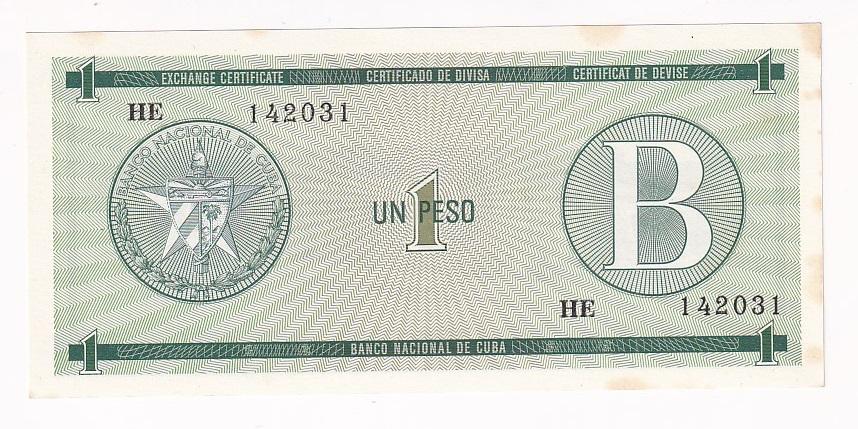 1 EXCHANGE CERTIFICATE CERTIFICADO DE DIVISA CERTIFICAT DE DEVISE 1
HE 142031
BANCO NACIONAL DE CUBA
B
1
UN PESO
HE 142031
1 BANCO NACIONAL DE CUBA 1